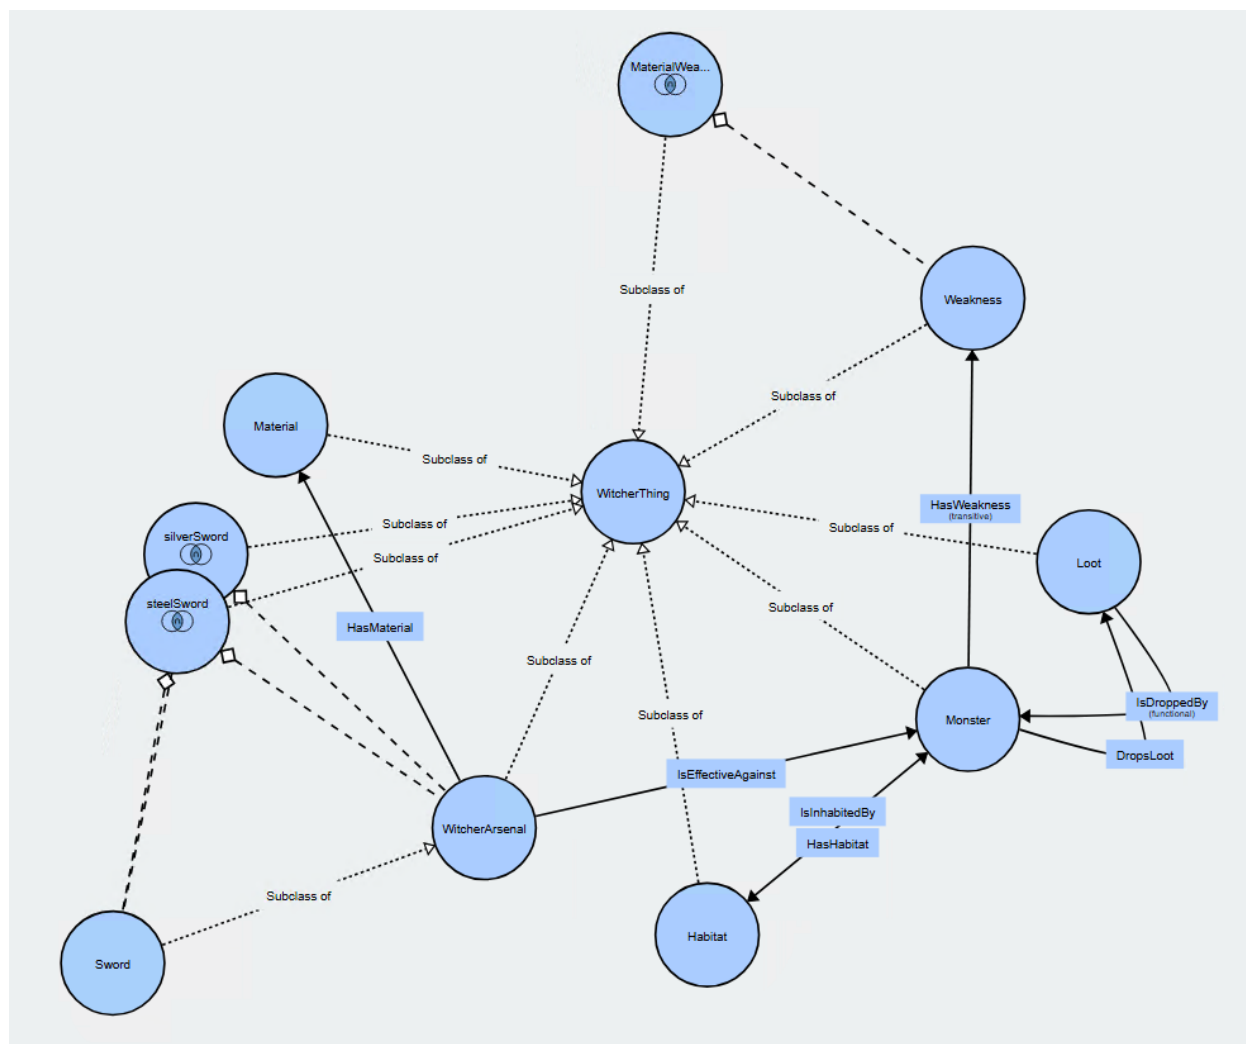 MaterialWea...
Subclass of
Weakness
Subclass of
Material
Subclass of
WitcherThing
HasWeakness
(transitive)
Subclass of
Subclass of
silverSword
Subclass of
Loot
steelSword
HasMaterial
Subclass of
Subclass of
IsDroppedBy
(functional)
Subclass of
Monster
DropsLoot
IsEffectiveAgainst
IsInhabitedBy
WitcherArsenal
HasHabitat
Subclass of
Habitat
Sword